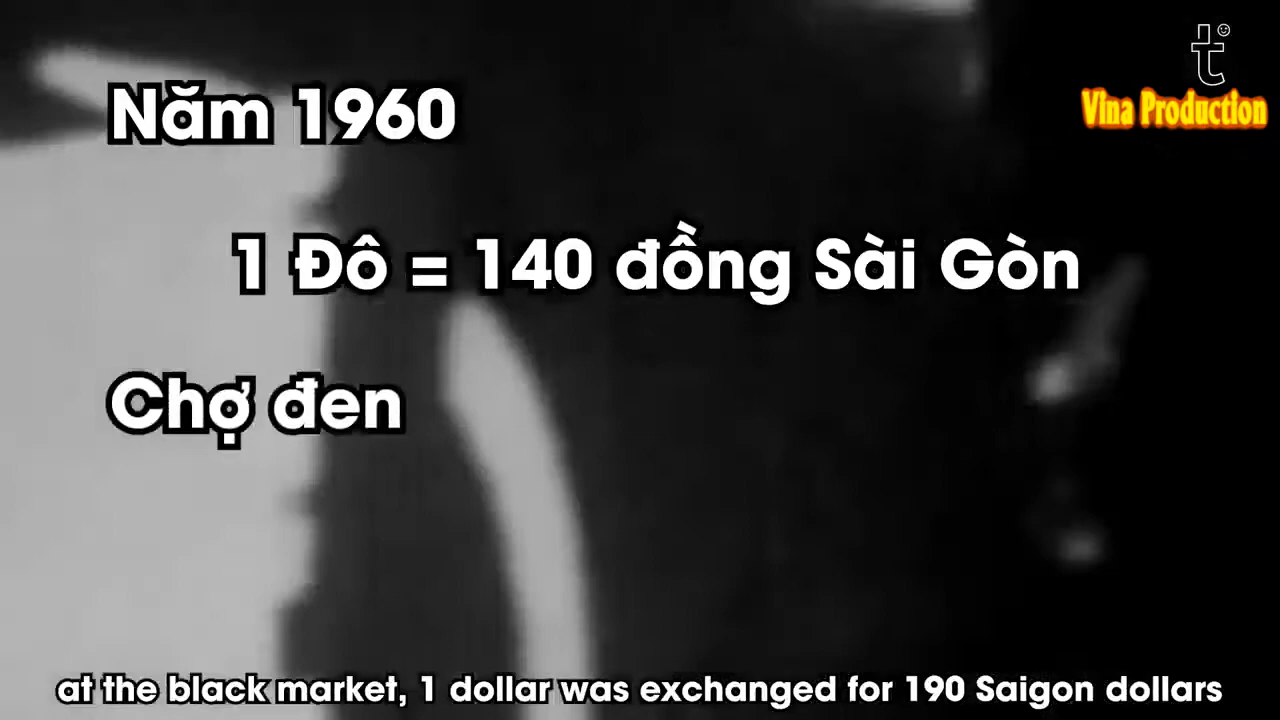 t
Vina Production
Năm 1960
1 Đô = 140 đồng Sài Gòn
Chợ đen
at the black market, 1 dollar was exchanged for 190 Saigon dollars